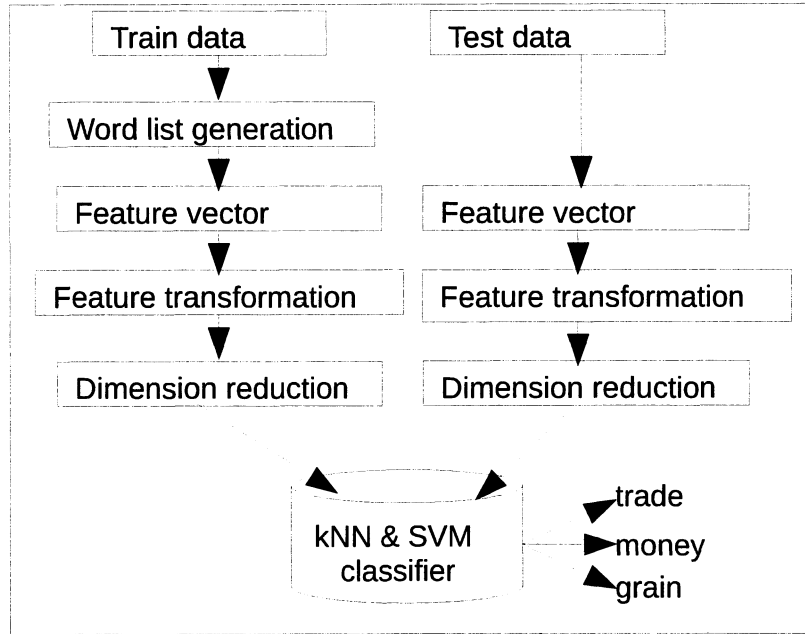 Train data
Test data
Word list generation
Feature vector
Feature vector
Feature transformation
Feature transformation
Dimension reduction
Dimension reduction
kNN & SVM
classifier
trade
money
grain